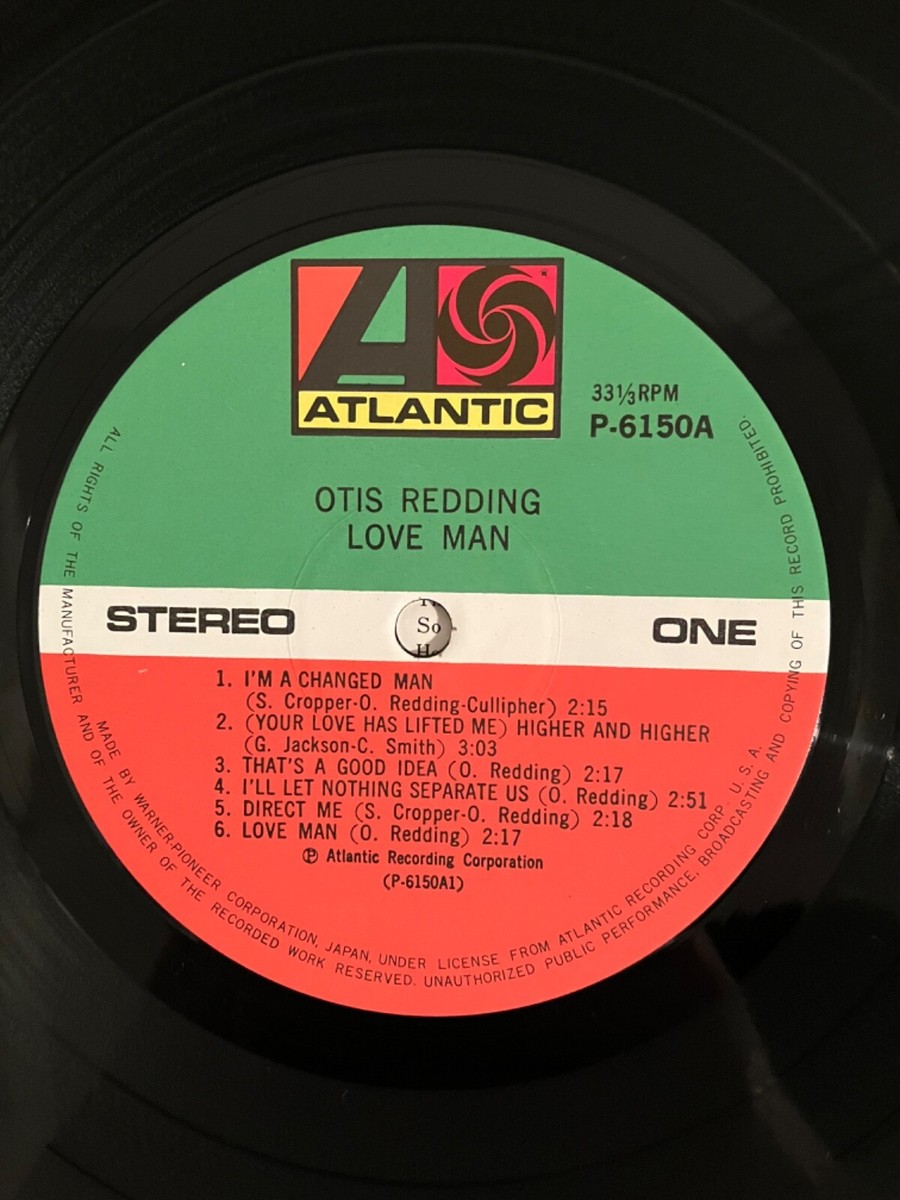 ATLANTIC
33⅓RPM
P-6150A
OTIS REDDING
LOVE MAN
STEREO
ONE
So
1. I'M A CHANGED MAN
(S. Cropper-O. Redding-Cullipher) 2:15
2. (YOUR LOVE HAS LIFTED ME) HIGHER AND HIGHER
(G. Jackson-C. Smith) 3:03
3. THAT'S A GOOD IDEA (O. Redding) 2:17
4. I'LL LET NOTHING SEPARATE US (O. Redding) 2:51
5. DIRECT ME (S. Cropper-O. Redding) 2:18
6. LOVE MAN (O. Redding) 2:17
Ⓟ Atlantic Recording Corporation
(P-6150A1)
MADE BY WARNER-PIONEER CORPORATION, JAPAN, UNDER LICENSE FROM ATLANTIC RECORDING CORP. U. S. A.
ALL RIGHTS OF THE MANUFACTURER AND OF THE OWNER OF THE RECORDED WORK RESERVED. UNAUTHORIZED PUBLIC PERFORMANCE, BROADCASTING AND COPYING OF THIS RECORD PROHIBITED.